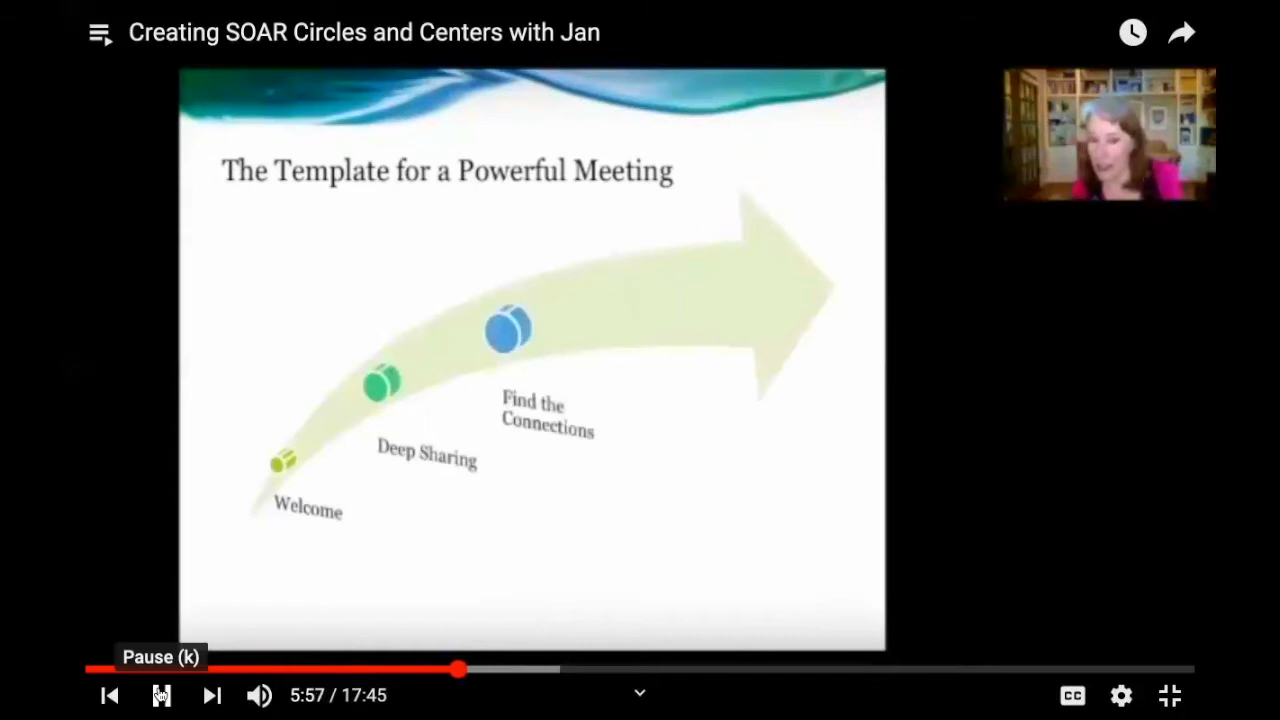 Creating SOAR Circles and Centers with Jan
The Template for a Powerful Meeting
Find the
Connections
Deep Sharing
Welcome
Pause (k)
5:57 / 17:45
CC